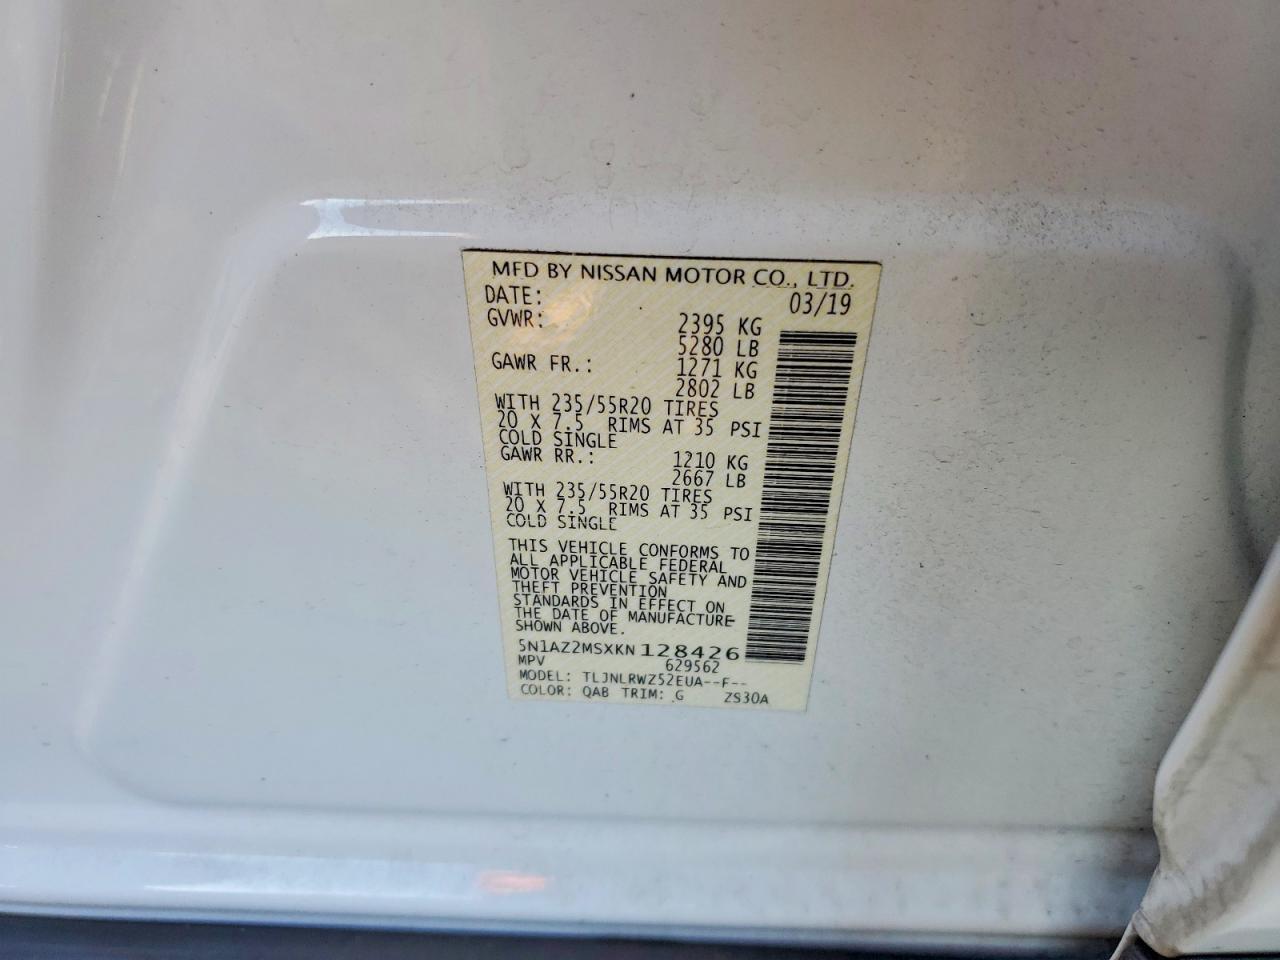 MFD BY NISSAN MOTOR CO., LTD.
DATE: 03/19
GVWR: 2395 KG
5280 LB
GAWR FR.: 1271 KG
2802 LB
WITH 235/55R20 TIRES
20 X 7.5 RIMS AT 35 PSI
COLD SINGLE
GAWR RR.: 1210 KG
2667 LB
WITH 235/55R20 TIRES
20 X 7.5 RIMS AT 35 PSI
COLD SINGLE
THIS VEHICLE CONFORMS TO
ALL APPLICABLE FEDERAL
MOTOR VEHICLE SAFETY AND
THEFT PREVENTION
STANDARDS IN EFFECT ON
THE DATE OF MANUFACTURE
SHOWN ABOVE.
5N1AZ2MSXKN128426
MPV 629562
MODEL: TLJNLRWZ52EUA--F--
COLOR: QAB TRIM: G ZS30A